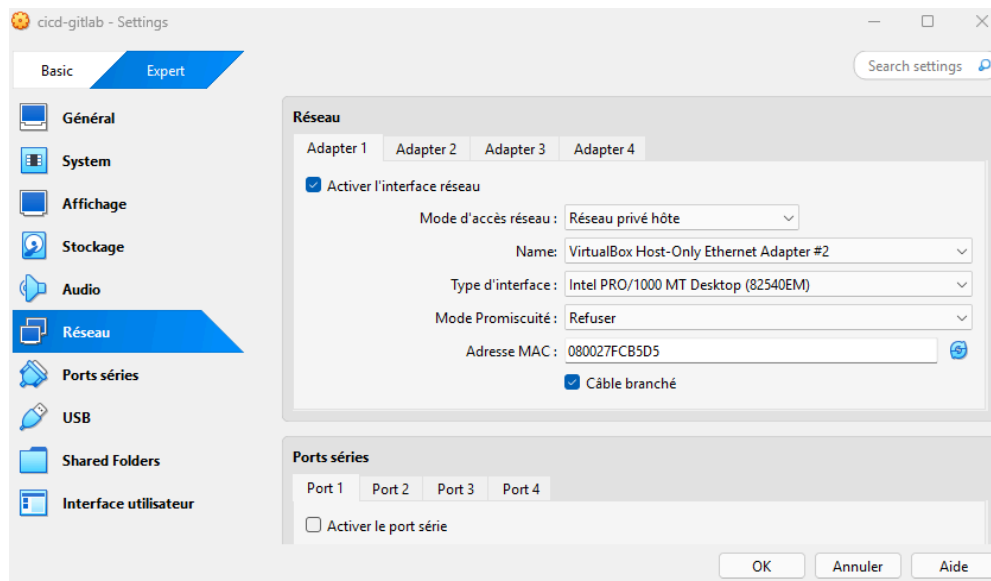 cicd-gitlab - Settings
Basic
Expert
Search settings
Général
System
Affichage
Stockage
Audio
Réseau
Ports séries
USB
Shared Folders
Interface utilisateur
Réseau
Adapter 1 Adapter 2 Adapter 3 Adapter 4
Activer l'interface réseau
Mode d'accès réseau : Réseau privé hôte
Name: VirtualBox Host-Only Ethernet Adapter #2
Type d'interface : Intel PRO/1000 MT Desktop (82540EM)
Mode Promiscuité : Refuser
Adresse MAC : 080027FCB5D5
Câble branché
Ports séries
Port 1 Port 2 Port 3 Port 4
Activer le port série
OK Annuler Aide